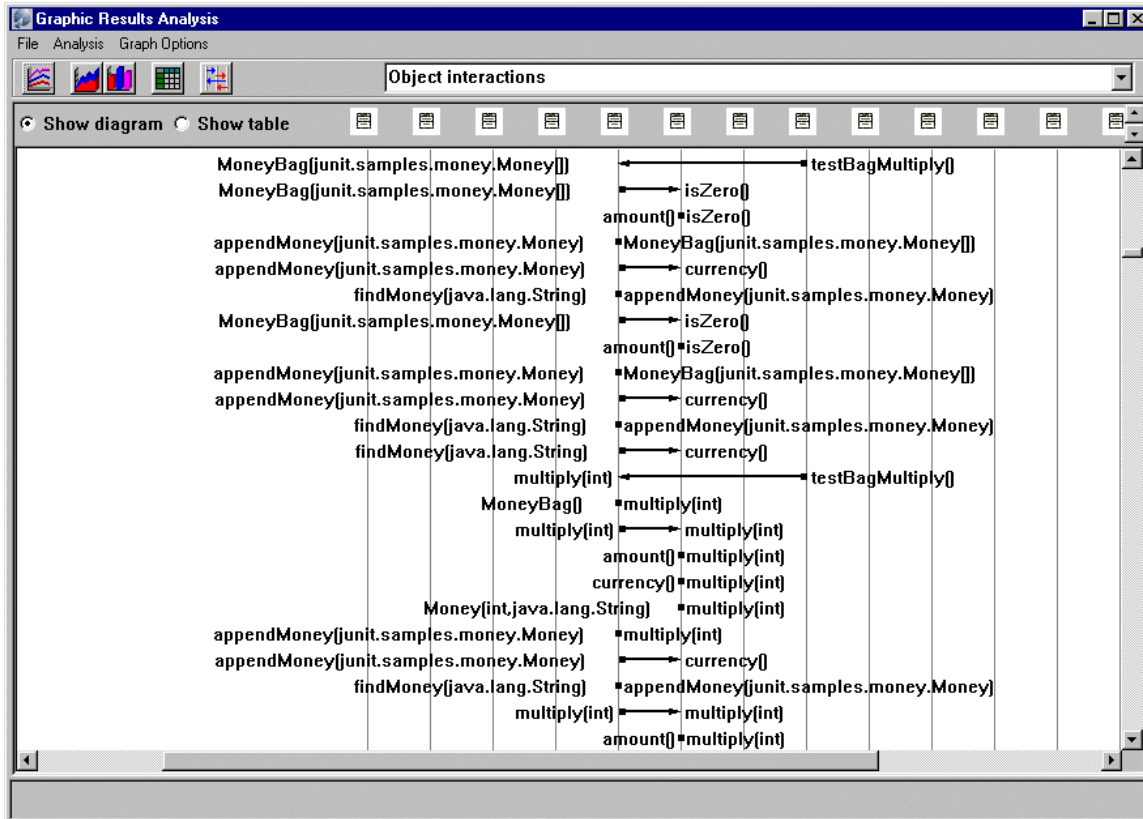 Graphic Results Analysis
File Analysis Graph Options
Object interactions
Show diagram Show table
MoneyBag(junit.samples.money.Money[]) testBagMultiply()
MoneyBag(junit.samples.money.Money[]) isZero()
amount() isZero()
appendMoney(junit.samples.money.Money) MoneyBag(junit.samples.money.Money[])
appendMoney(junit.samples.money.Money) currency()
findMoney(java.lang.String) appendMoney(junit.samples.money.Money)
MoneyBag(junit.samples.money.Money[]) isZero()
amount() isZero()
appendMoney(junit.samples.money.Money) MoneyBag(junit.samples.money.Money[])
appendMoney(junit.samples.money.Money) currency()
findMoney(java.lang.String) appendMoney(junit.samples.money.Money)
findMoney(java.lang.String) currency()
multiply(int) testBagMultiply()
MoneyBag() multiply(int)
multiply(int) multiply(int)
amount() multiply(int)
currency() multiply(int)
Money(int,java.lang.String) multiply(int)
appendMoney(junit.samples.money.Money) multiply(int)
appendMoney(junit.samples.money.Money) currency()
findMoney(java.lang.String) appendMoney(junit.samples.money.Money)
multiply(int) multiply(int)
amount() multiply(int)